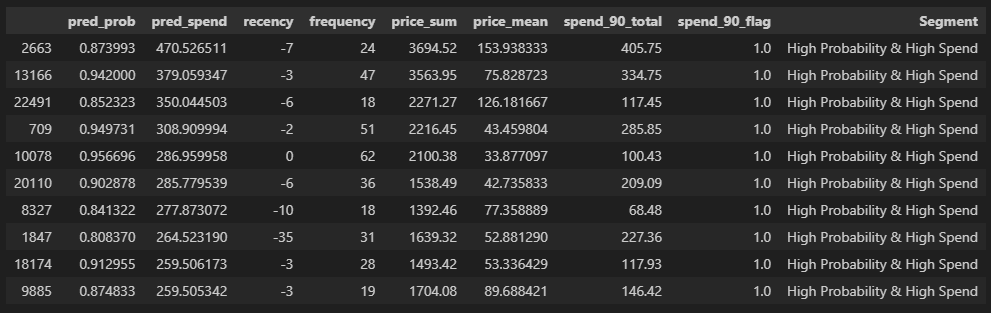 pred_prob pred_spend recency frequency price_sum price_mean spend_90_total spend_90_flag Segment
2663 0.873993 470.526511 -7 24 3694.52 153.938333 405.75 1.0 High Probability & High Spend
13166 0.942000 379.059347 -3 47 3563.95 75.828723 334.75 1.0 High Probability & High Spend
22491 0.852323 350.044503 -6 18 2271.27 126.181667 117.45 1.0 High Probability & High Spend
709 0.949731 308.909994 -2 51 2216.45 43.459804 285.85 1.0 High Probability & High Spend
10078 0.956696 286.959958 0 62 2100.38 33.877097 100.43 1.0 High Probability & High Spend
20110 0.902878 285.779539 -6 36 1538.49 42.735833 209.09 1.0 High Probability & High Spend
8327 0.841322 277.873072 -10 18 1392.46 77.358889 68.48 1.0 High Probability & High Spend
1847 0.808370 264.523190 -35 31 1639.32 52.881290 227.36 1.0 High Probability & High Spend
18174 0.912955 259.506173 -3 28 1493.42 53.336429 117.93 1.0 High Probability & High Spend
9885 0.874833 259.505342 -3 19 1704.08 89.688421 146.42 1.0 High Probability & High Spend